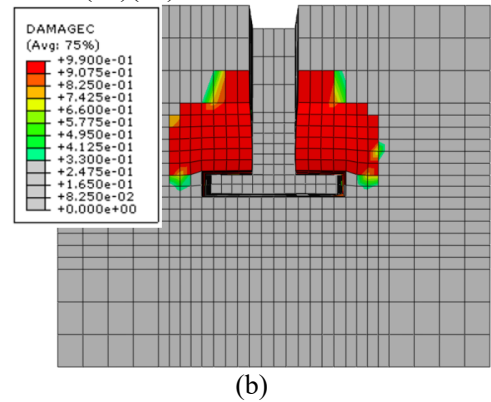 DAMAGEC
(Avg: 75%)
+9.900e-01
+9.075e-01
+8.250e-01
+7.425e-01
+6.600e-01
+5.775e-01
+4.950e-01
+4.125e-01
+3.300e-01
+2.475e-01
+1.650e-01
+8.250e-02
+0.000e+00
(b)